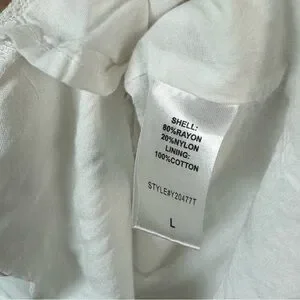 SHELL:
80%RAYON
20%NYLON
LINING:
100%COTTON
STYLE#Y20477T
L